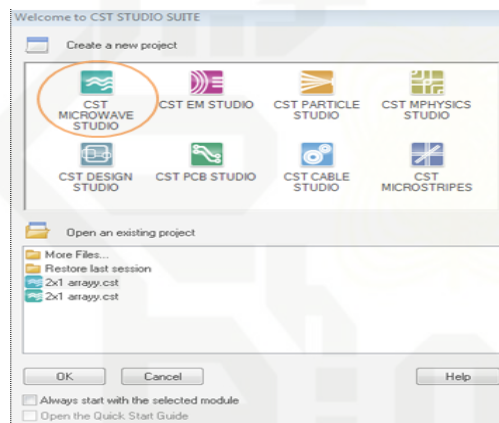 Welcome to CST STUDIO SUITE
Create a new project
CST MICROWAVE STUDIO
CST EM STUDIO
CST PARTICLE STUDIO
CST MPHYSICS STUDIO
CST DESIGN STUDIO
CST PCB STUDIO
CST CABLE STUDIO
CST MICROSTRIPES
Open an existing project
More Files...
Restore last session
2x1 arrayy.cst
2x1 arrayy.cst
OK
Cancel
Help
Always start with the selected module
Open the Quick Start Guide